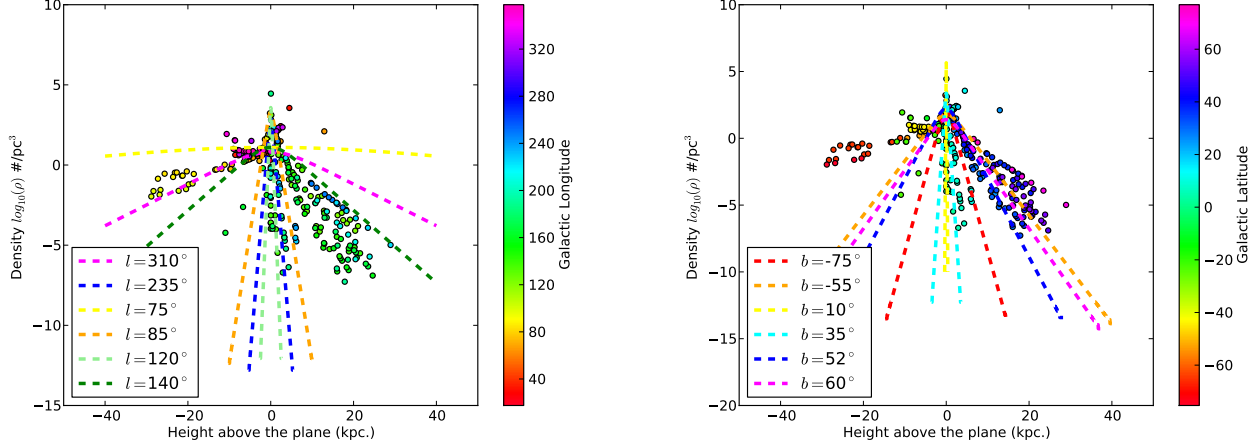 10
5
0
−5
−10
−15
−40
−20
0
20
40
Height above the plane (kpc.)
Density log₁₀(ρ) #/pc³
l=310°
l=235°
l=75°
l=85°
l=120°
l=140°
320
280
240
200
160
120
80
40
Galactic Longitude
10
5
0
−5
−10
−15
−20
−40
−20
0
20
40
Height above the plane (kpc.)
Density log₁₀(ρ) #/pc³
b=-75°
b=-55°
b=10°
b=35°
b=52°
b=60°
60
40
20
0
−20
−40
−60
Galactic Latitude